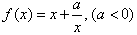 f(x) = x + a/x, (a < 0)